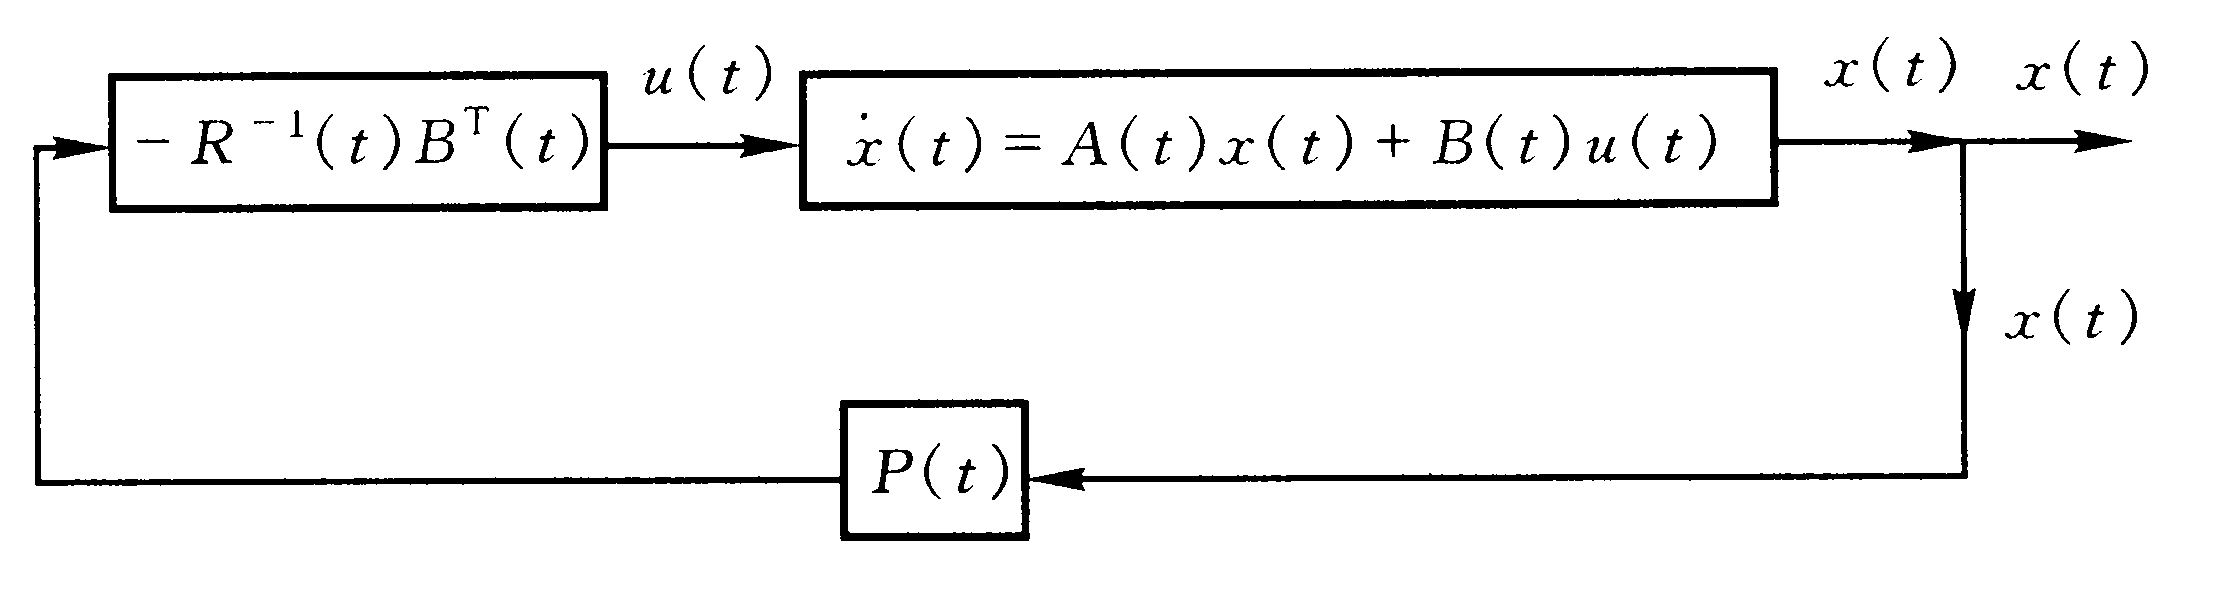 u(t)
x(t) x(t)
-R⁻¹(t)Bᵀ(t)
ẋ(t)=A(t)x(t)+B(t)u(t)
x(t)
P(t)